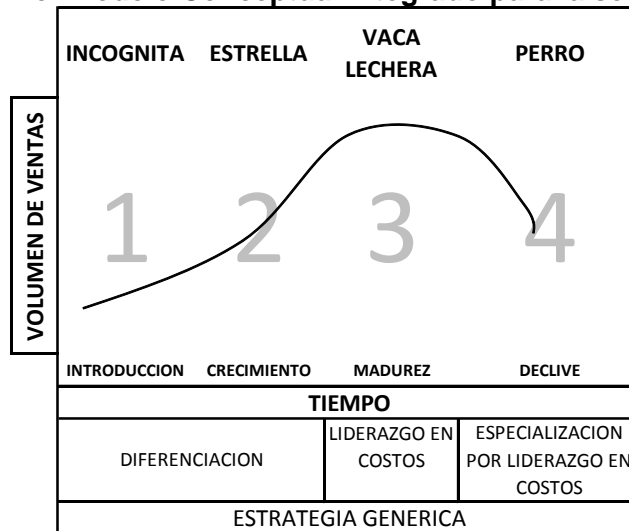 INCOGNITA ESTRELLA VACA LECHERA PERRO
VOLUMEN DE VENTAS
1 2 3 4
INTRODUCCION CRECIMIENTO MADUREZ DECLIVE
TIEMPO
DIFERENCIACION
LIDERAZGO EN
COSTOS
ESPECIALIZACION
POR LIDERAZGO EN
COSTOS
ESTRATEGIA GENERICA